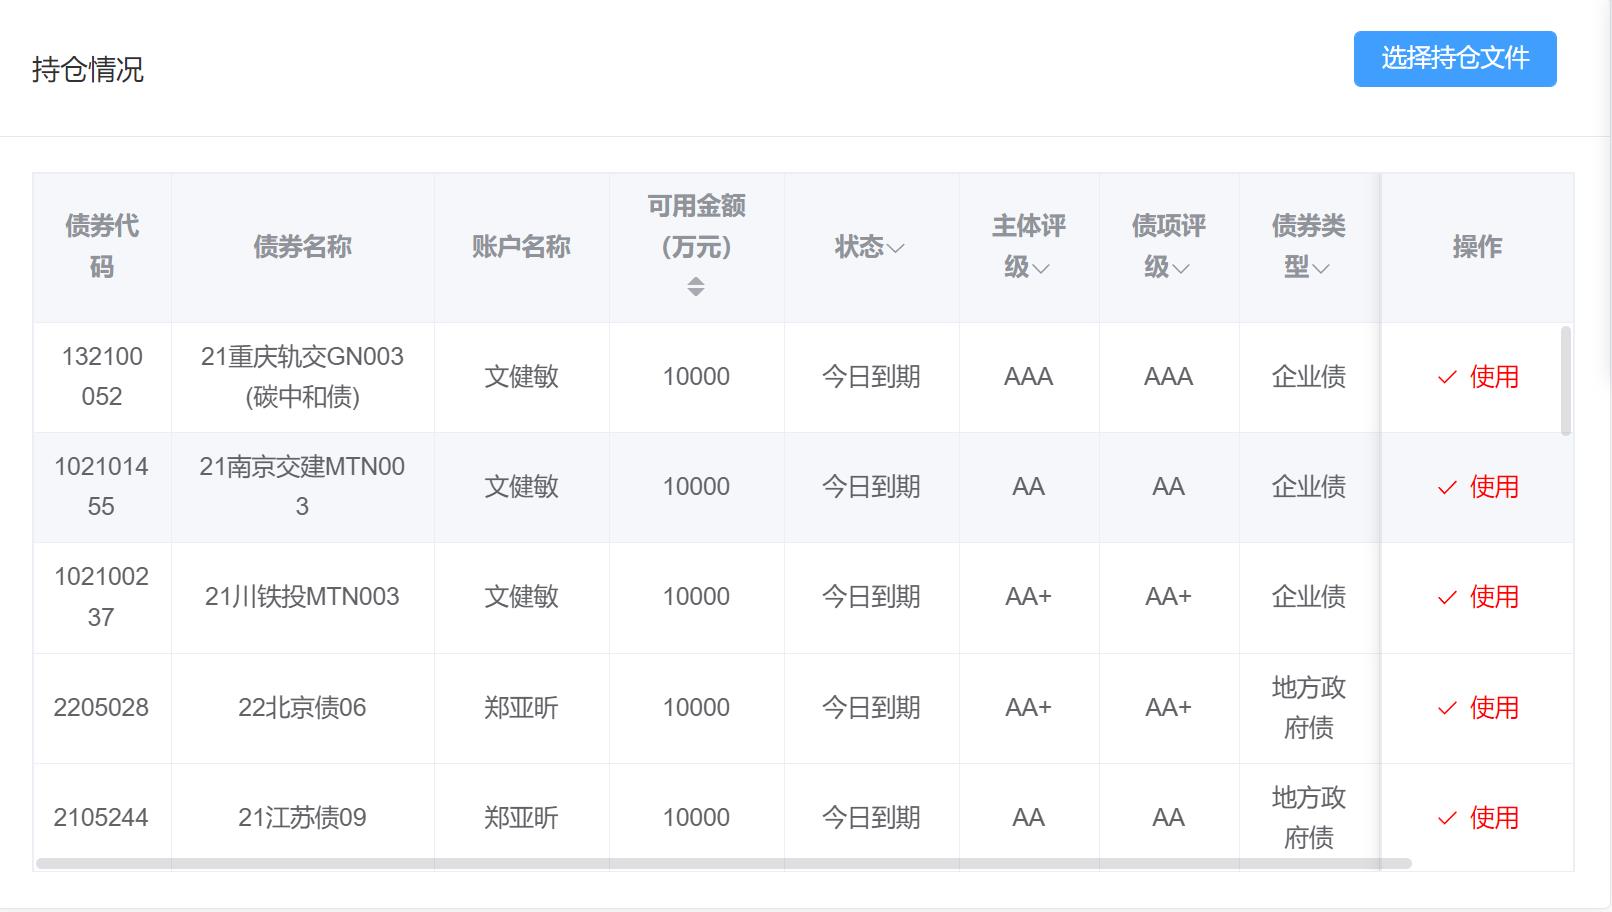 持仓情况
选择持仓文件
债券代
码
债券名称
账户名称
可用金额
(万元)
状态
主体评
级
债项评
级
债券类
型
操作
132100
052
21重庆轨交GN003
(碳中和债)
文健敏
10000
今日到期
AAA
AAA
企业债
使用
1021014
55
21南京交建MTN00
3
文健敏
10000
今日到期
AA
AA
企业债
使用
1021002
37
21川铁投MTN003
文健敏
10000
今日到期
AA+
AA+
企业债
使用
2205028
22北京债06
郑亚昕
10000
今日到期
AA+
AA+
地方政
府债
使用
2105244
21江苏债09
郑亚昕
10000
今日到期
AA
AA
地方政
府债
使用